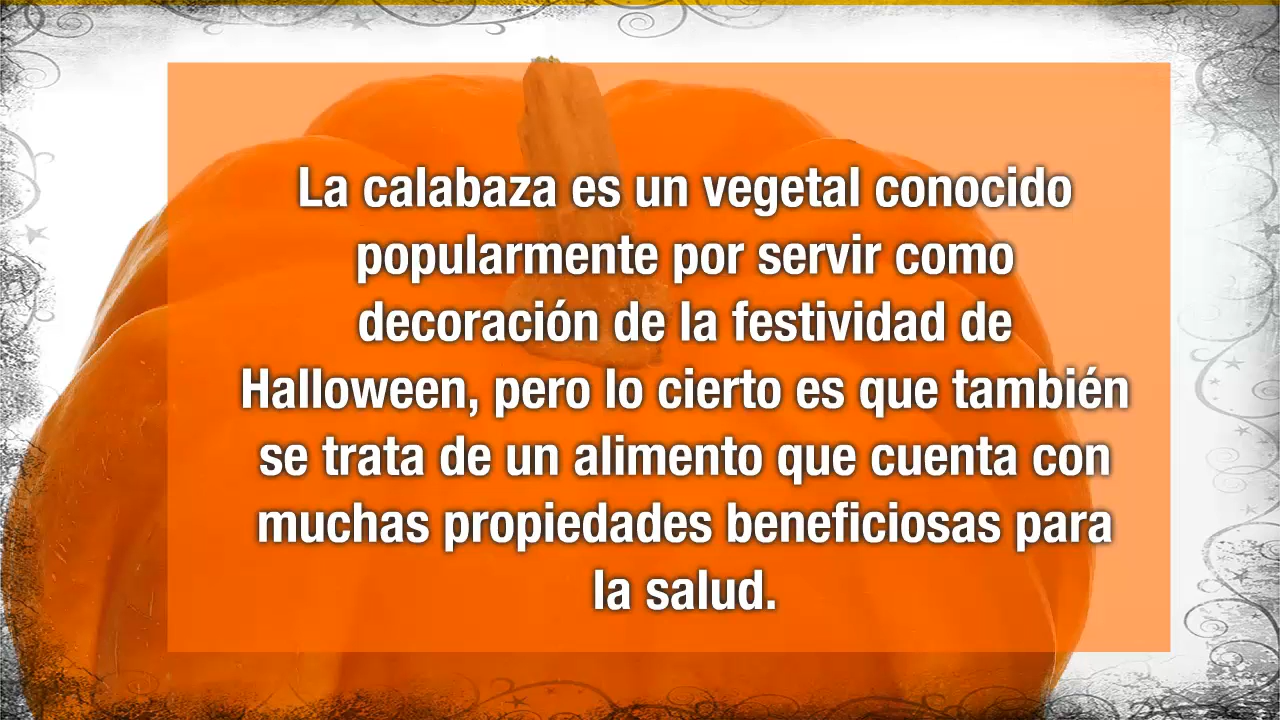 La calabaza es un vegetal conocido
popularmente por servir como
decoración de la festividad de
Halloween, pero lo cierto es que también
se trata de un alimento que cuenta con
muchas propiedades beneficiosas para
la salud.